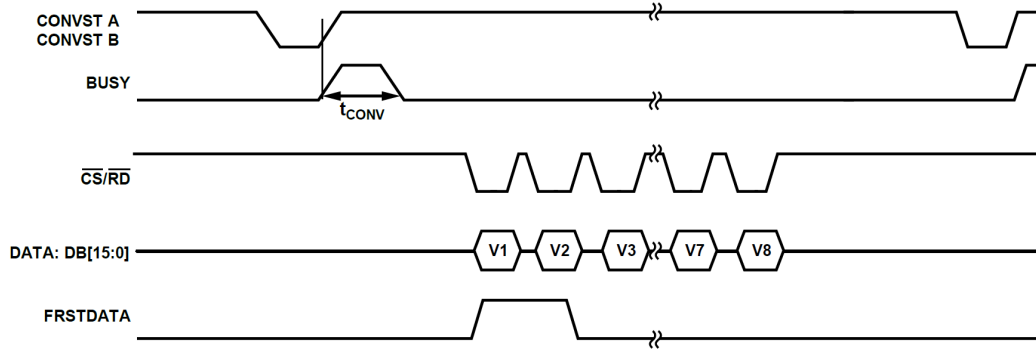 CONVST A
CONVST B
BUSY
tCONV
CS/RD
DATA: DB[15:0]
V1 V2 V3 V7 V8
FRSTDATA